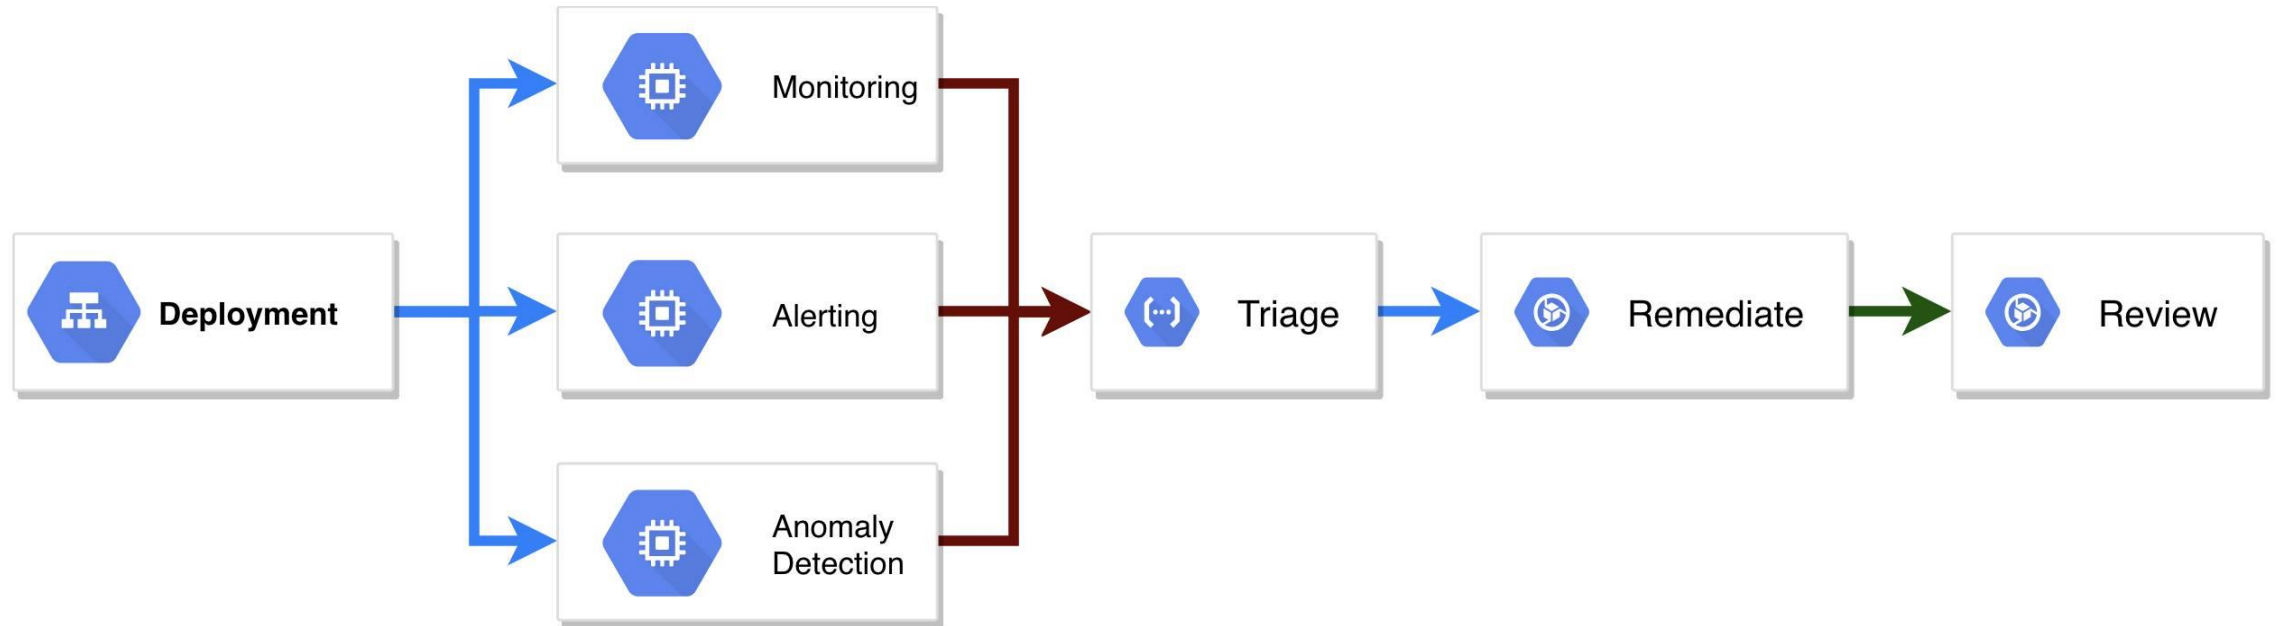 Monitoring
Deployment
Alerting
Triage
Remediate
Review
Anomaly
Detection